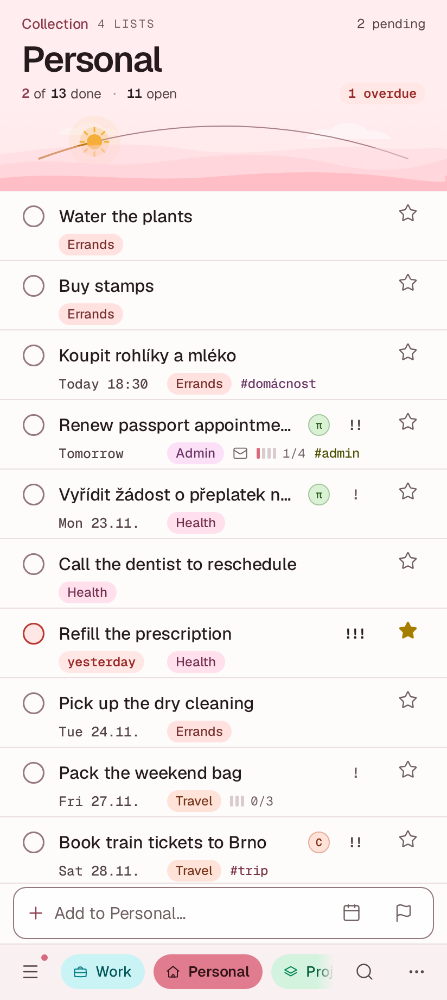 Collection 4 LISTS 2 pending
Personal
2 of 13 done · 11 open 1 overdue
Water the plants
Errands
Buy stamps
Errands
Koupit rohlíky a mléko
Today 18:30 Errands #domácnost
Renew passport appointme… π !!
Tomorrow Admin 1/4 #admin
Vyřídit žádost o přeplatek n… π !
Mon 23.11. Health
Call the dentist to reschedule
Health
Refill the prescription !!!
yesterday Health
Pick up the dry cleaning
Tue 24.11. Errands
Pack the weekend bag !
Fri 27.11. Travel 0/3
Book train tickets to Brno C !!
Sat 28.11. Travel #trip
Add to Personal…
Work Personal Proj